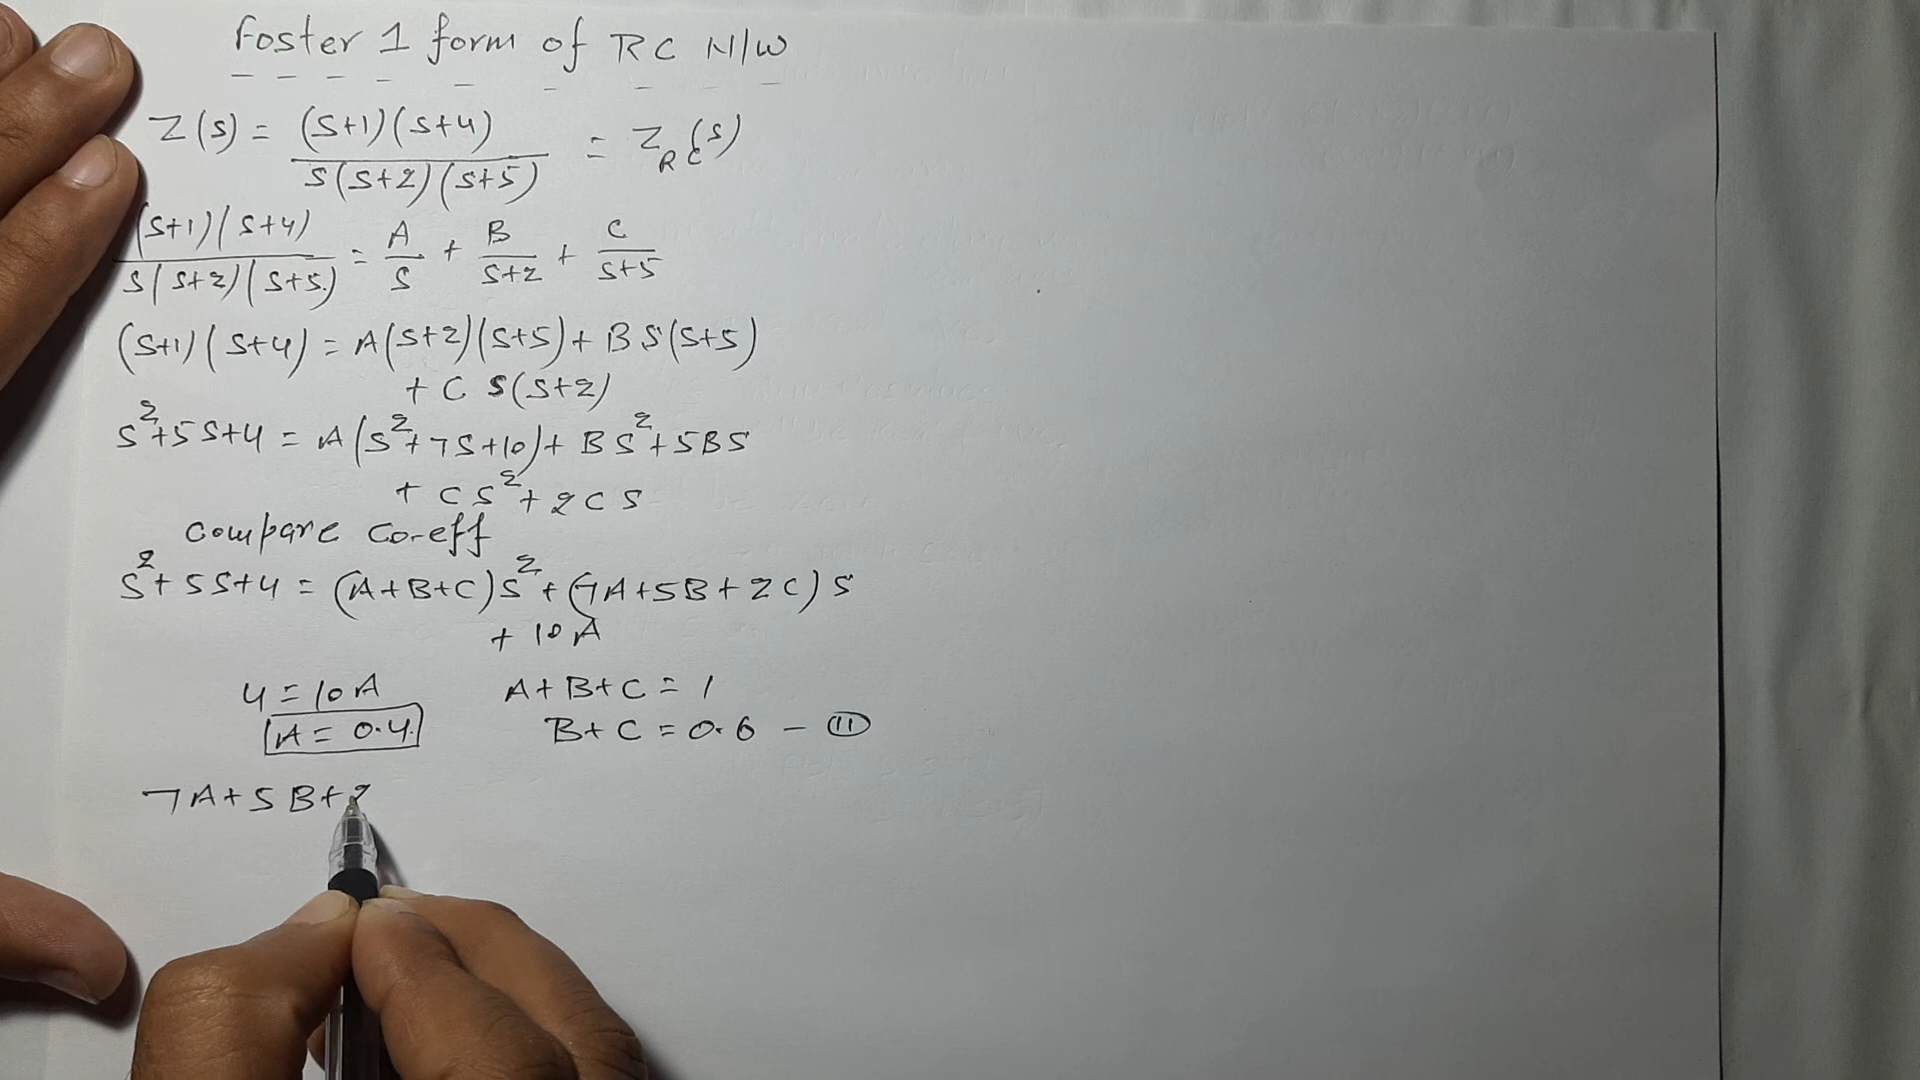 Foster 1 form of RC N/W
Z(s) = (S+1)(S+4) / S(S+2)(S+5) = Z_RC(s)
(S+1)(S+4) / S(S+2)(S+5) = A/S + B/S+2 + C/S+5
(S+1)(S+4) = A(S+2)(S+5) + BS(S+5)
+ C S(S+2)
S²+5S+4 = A(S²+7S+10) + BS²+5BS
+ CS²+2CS
Compare Co-eff
S²+5S+4 = (A+B+C)S² + (7A+5B+2C)S
+ 10A
4 = 10A A+B+C = 1
A = 0.4 B+C = 0.6 - II
7A+5B+2